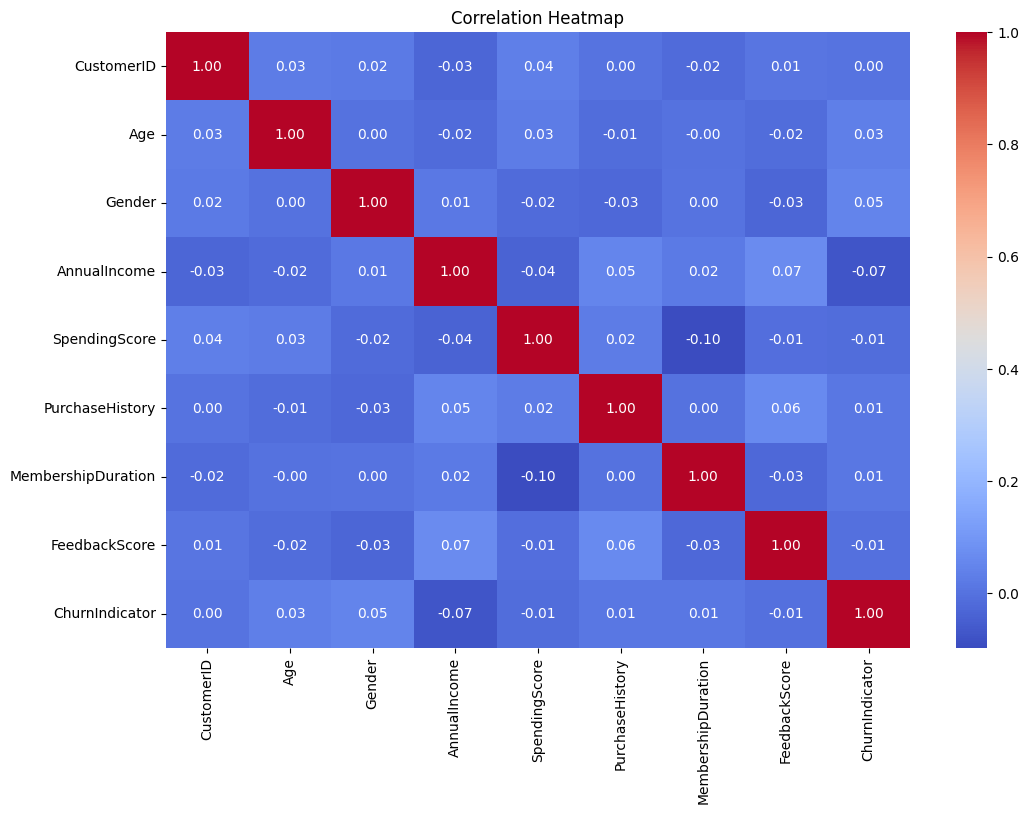 Correlation Heatmap
CustomerID 1.00 0.03 0.02 -0.03 0.04 0.00 -0.02 0.01 0.00
Age 0.03 1.00 0.00 -0.02 0.03 -0.01 -0.00 -0.02 0.03
Gender 0.02 0.00 1.00 0.01 -0.02 -0.03 0.00 -0.03 0.05
AnnualIncome -0.03 -0.02 0.01 1.00 -0.04 0.05 0.02 0.07 -0.07
SpendingScore 0.04 0.03 -0.02 -0.04 1.00 0.02 -0.10 -0.01 -0.01
PurchaseHistory 0.00 -0.01 -0.03 0.05 0.02 1.00 0.00 0.06 0.01
MembershipDuration -0.02 -0.00 0.00 0.02 -0.10 0.00 1.00 -0.03 0.01
FeedbackScore 0.01 -0.02 -0.03 0.07 -0.01 0.06 -0.03 1.00 -0.01
ChurnIndicator 0.00 0.03 0.05 -0.07 -0.01 0.01 0.01 -0.01 1.00
CustomerID
Age
Gender
AnnualIncome
SpendingScore
PurchaseHistory
MembershipDuration
FeedbackScore
ChurnIndicator
1.0
0.8
0.6
0.4
0.2
0.0